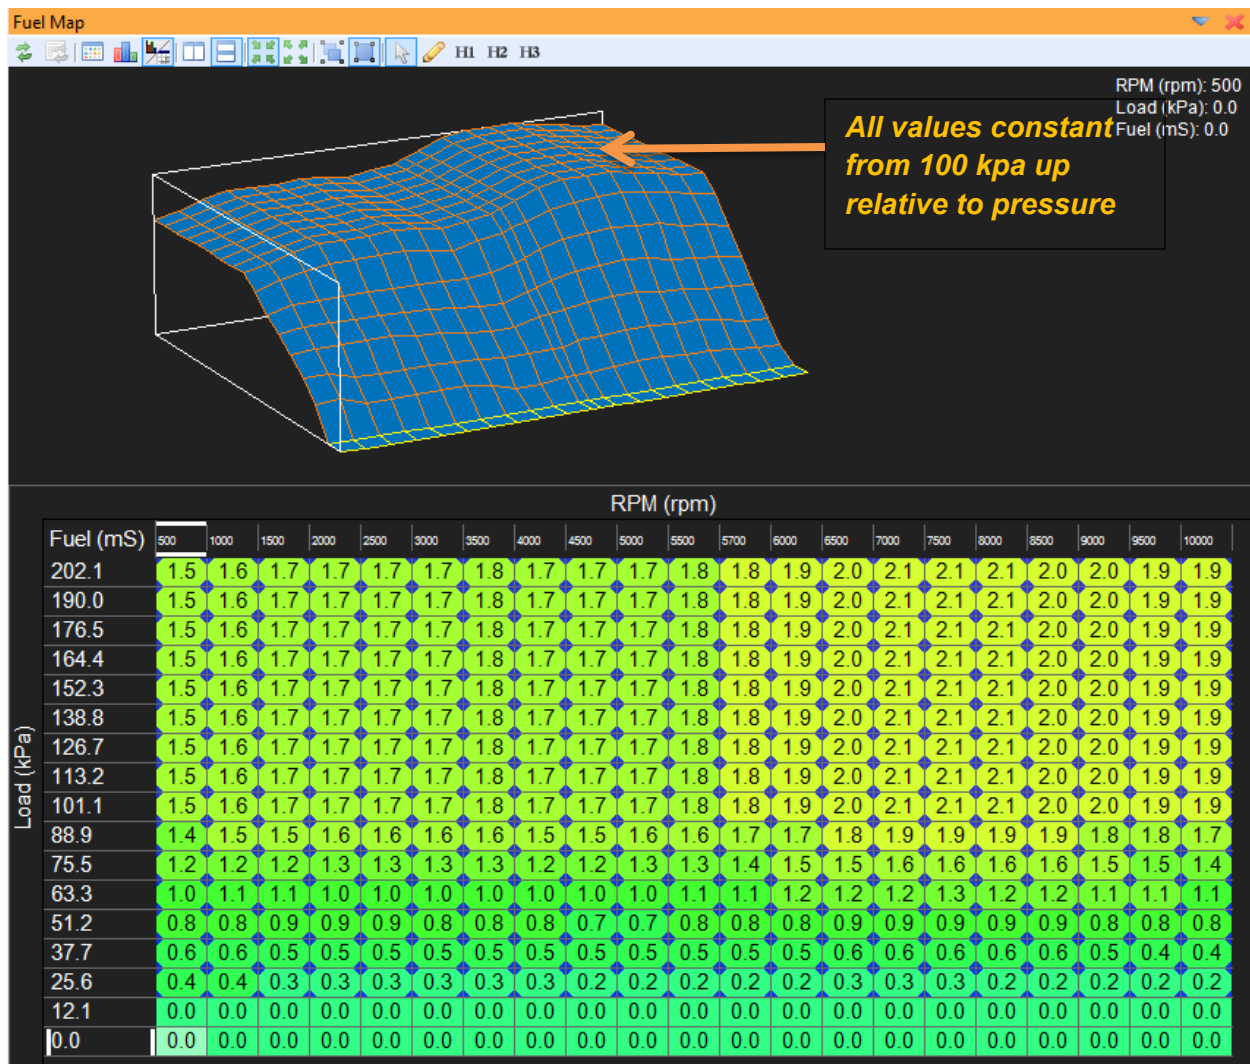 Fuel Map
H1 H2 H3
RPM (rpm): 500
Load (kPa): 0.0
Fuel (mS): 0.0
All values constant
from 100 kpa up
relative to pressure
RPM (rpm)
Fuel (mS) 500 1000 1500 2000 2500 3000 3500 4000 4500 5000 5500 5700 6000 6500 7000 7500 8000 8500 9000 9500 10000
202.1 1.5 1.6 1.7 1.7 1.7 1.7 1.8 1.7 1.7 1.7 1.8 1.8 1.9 2.0 2.1 2.1 2.1 2.0 2.0 1.9 1.9
190.0 1.5 1.6 1.7 1.7 1.7 1.7 1.8 1.7 1.7 1.7 1.8 1.8 1.9 2.0 2.1 2.1 2.1 2.0 2.0 1.9 1.9
176.5 1.5 1.6 1.7 1.7 1.7 1.7 1.8 1.7 1.7 1.7 1.8 1.8 1.9 2.0 2.1 2.1 2.1 2.0 2.0 1.9 1.9
164.4 1.5 1.6 1.7 1.7 1.7 1.7 1.8 1.7 1.7 1.7 1.8 1.8 1.9 2.0 2.1 2.1 2.1 2.0 2.0 1.9 1.9
152.3 1.5 1.6 1.7 1.7 1.7 1.7 1.8 1.7 1.7 1.7 1.8 1.8 1.9 2.0 2.1 2.1 2.1 2.0 2.0 1.9 1.9
138.8 1.5 1.6 1.7 1.7 1.7 1.7 1.8 1.7 1.7 1.7 1.8 1.8 1.9 2.0 2.1 2.1 2.1 2.0 2.0 1.9 1.9
126.7 1.5 1.6 1.7 1.7 1.7 1.7 1.8 1.7 1.7 1.7 1.8 1.8 1.9 2.0 2.1 2.1 2.1 2.0 2.0 1.9 1.9
113.2 1.5 1.6 1.7 1.7 1.7 1.7 1.8 1.7 1.7 1.7 1.8 1.8 1.9 2.0 2.1 2.1 2.1 2.0 2.0 1.9 1.9
101.1 1.5 1.6 1.7 1.7 1.7 1.7 1.8 1.7 1.7 1.7 1.8 1.8 1.9 2.0 2.1 2.1 2.1 2.0 2.0 1.9 1.9
88.9 1.4 1.5 1.5 1.6 1.6 1.6 1.6 1.5 1.5 1.6 1.6 1.7 1.7 1.8 1.9 1.9 1.9 1.9 1.8 1.8 1.7
75.5 1.2 1.2 1.2 1.3 1.3 1.3 1.3 1.2 1.2 1.3 1.3 1.4 1.5 1.5 1.6 1.6 1.6 1.6 1.5 1.5 1.4
63.3 1.0 1.1 1.1 1.0 1.0 1.0 1.0 1.0 1.0 1.0 1.1 1.1 1.2 1.2 1.2 1.3 1.2 1.2 1.1 1.1 1.1
51.2 0.8 0.8 0.9 0.9 0.9 0.8 0.8 0.8 0.7 0.7 0.8 0.8 0.8 0.9 0.9 0.9 0.9 0.9 0.8 0.8 0.8
37.7 0.6 0.6 0.5 0.5 0.5 0.5 0.5 0.5 0.5 0.5 0.5 0.5 0.5 0.6 0.6 0.6 0.6 0.6 0.5 0.4 0.4
25.6 0.4 0.4 0.3 0.3 0.3 0.3 0.3 0.3 0.2 0.2 0.2 0.2 0.2 0.3 0.3 0.3 0.2 0.2 0.2 0.2 0.2
12.1 0.0 0.0 0.0 0.0 0.0 0.0 0.0 0.0 0.0 0.0 0.0 0.0 0.0 0.0 0.0 0.0 0.0 0.0 0.0 0.0 0.0
0.0 0.0 0.0 0.0 0.0 0.0 0.0 0.0 0.0 0.0 0.0 0.0 0.0 0.0 0.0 0.0 0.0 0.0 0.0 0.0 0.0 0.0
Load (kPa)